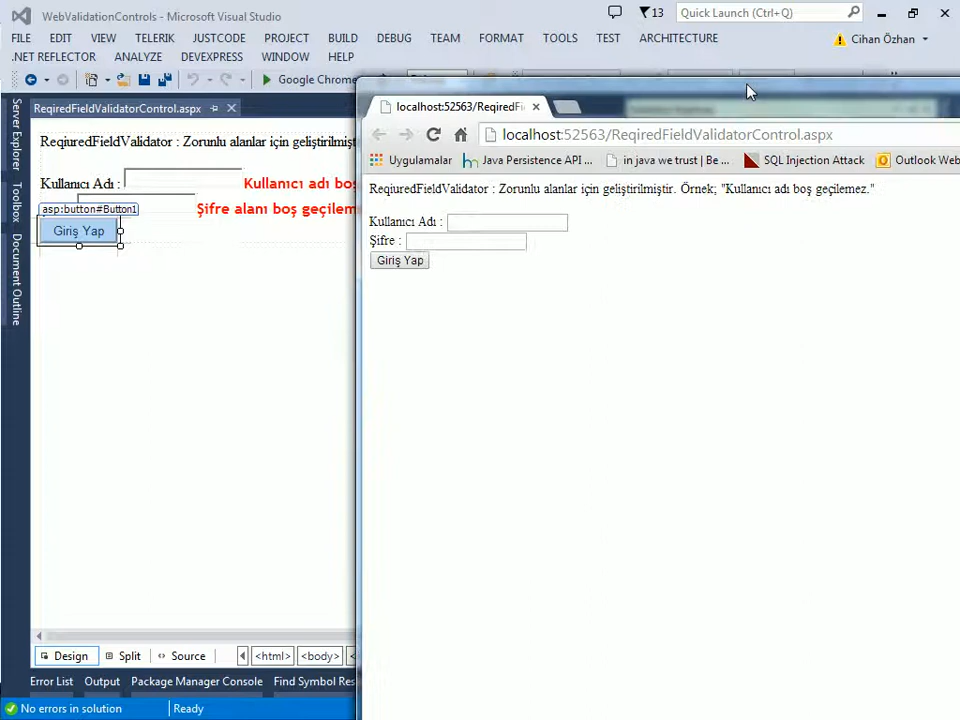 WebValidationControls - Microsoft Visual Studio
13
Quick Launch (Ctrl+Q)
FILE EDIT VIEW TELERIK JUSTCODE PROJECT BUILD DEBUG TEAM FORMAT TOOLS TEST ARCHITECTURE
Cihan Özhan
.NET REFLECTOR ANALYZE DEVEXPRESS WINDOW HELP
Google Chrome
Server Explorer
Toolbox
Document Outline
ReqiredFieldValidatorControl.aspx
ReqiuredFieldValidator : Zorunlu alanlar için geliştirilmişt
Kullanıcı Adı :
Kullanıcı adı boş
asp:button#Button1
Şifre alanı boş geçilem
Giriş Yap
localhost:52563/ReqiredFi
localhost:52563/ReqiredFieldValidatorControl.aspx
Uygulamalar
Java Persistence API ...
in java we trust | Be ...
SQL Injection Attack
Outlook Web
ReqiuredFieldValidator : Zorunlu alanlar için geliştirilmiştir. Örnek; "Kullanıcı adı boş geçilemez."
Kullanıcı Adı :
Şifre :
Giriş Yap
Design Split Source <html> <body>
Error List Output Package Manager Console Find Symbol Res
No errors in solution Ready